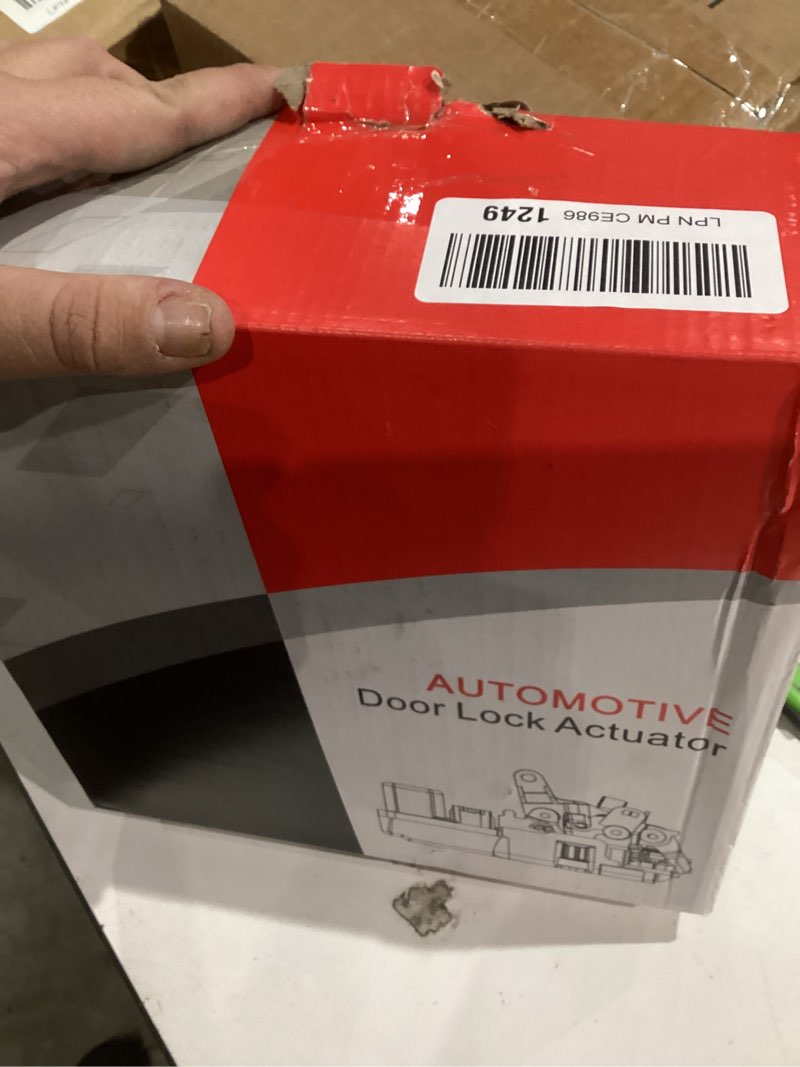 LPN PM CE986 1249
AUTOMOTIVE
Door Lock Actuator